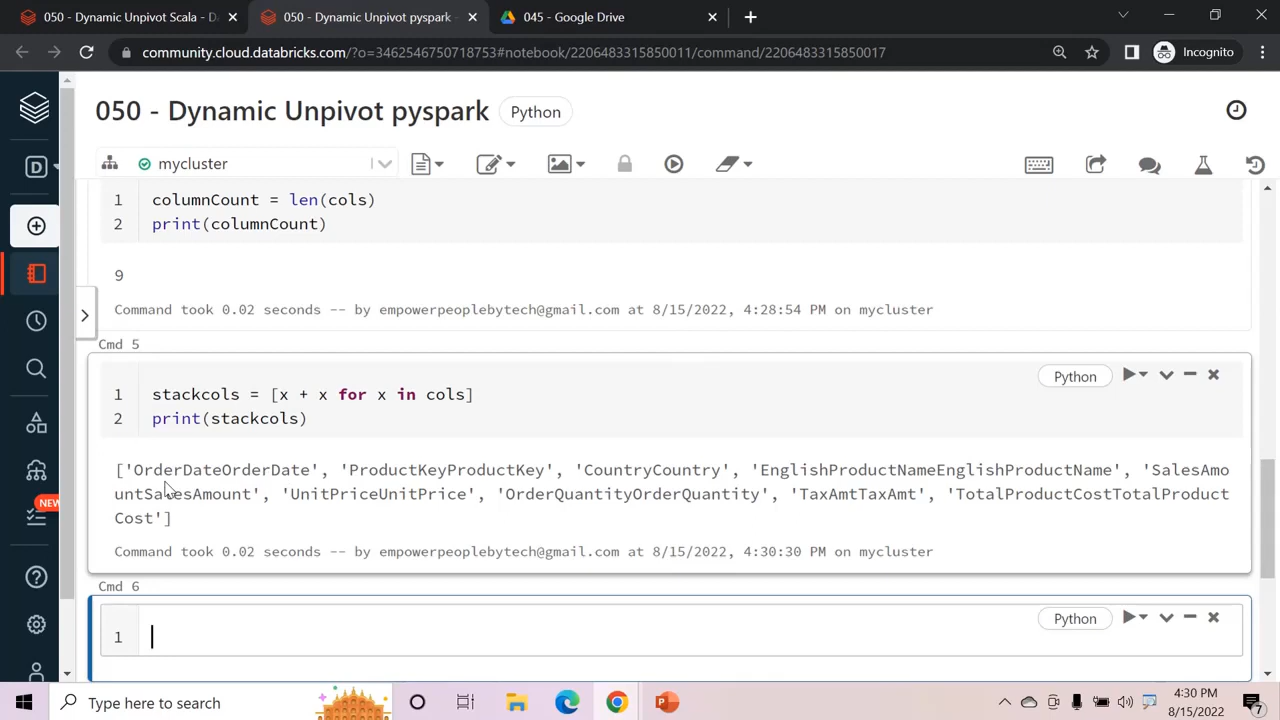 050 - Dynamic Unpivot Scala - D
050 - Dynamic Unpivot pyspark -
045 - Google Drive
community.cloud.databricks.com/?o=3462546750718753#notebook/2206483315850011/command/2206483315850017
Incognito
050 - Dynamic Unpivot pyspark
Python
D
mycluster
1 columnCount = len(cols)
2 print(columnCount)
9
Command took 0.02 seconds -- by empowerpeoplebytech@gmail.com at 8/15/2022, 4:28:54 PM on mycluster
Cmd 5
Python
1 stackcols = [x + x for x in cols]
2 print(stackcols)
['OrderDateOrderDate', 'ProductKeyProductKey', 'CountryCountry', 'EnglishProductNameEnglishProductName', 'SalesAmo
untSalesAmount', 'UnitPriceUnitPrice', 'OrderQuantityOrderQuantity', 'TaxAmtTaxAmt', 'TotalProductCostTotalProduct
Cost']
NEW
Command took 0.02 seconds -- by empowerpeoplebytech@gmail.com at 8/15/2022, 4:30:30 PM on mycluster
Cmd 6
Python
1
Type here to search
4:30 PM
8/15/2022
7